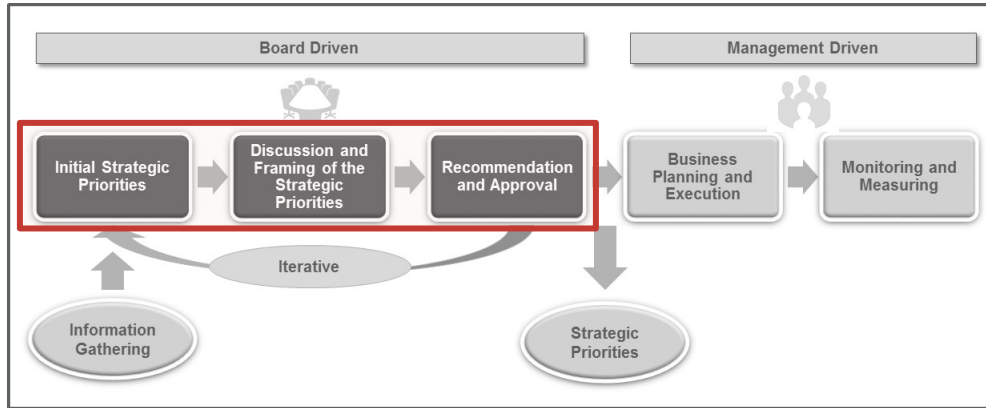 Board Driven
Management Driven
Initial Strategic
Priorities
Discussion and
Framing of the
Strategic
Priorities
Recommendation
and Approval
Business
Planning and
Execution
Monitoring and
Measuring
Iterative
Information
Gathering
Strategic
Priorities